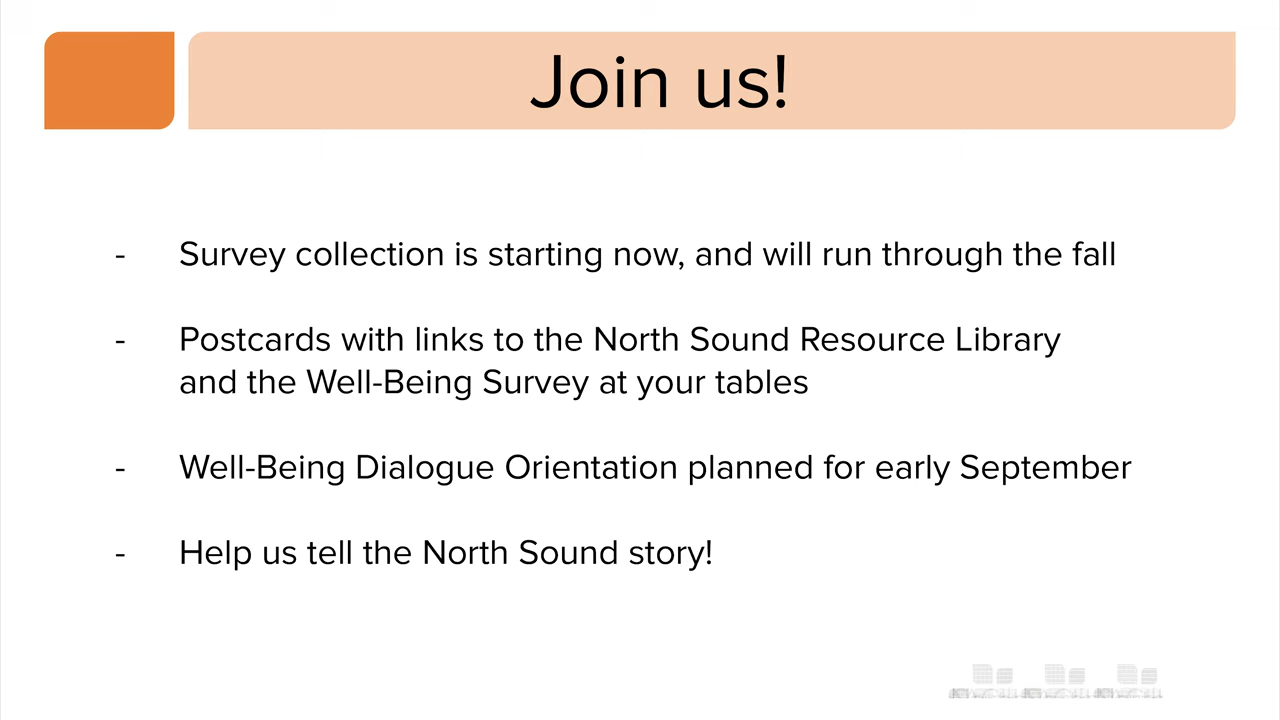 Join us!
- Survey collection is starting now, and will run through the fall
- Postcards with links to the North Sound Resource Library
and the Well-Being Survey at your tables
- Well-Being Dialogue Orientation planned for early September
- Help us tell the North Sound story!